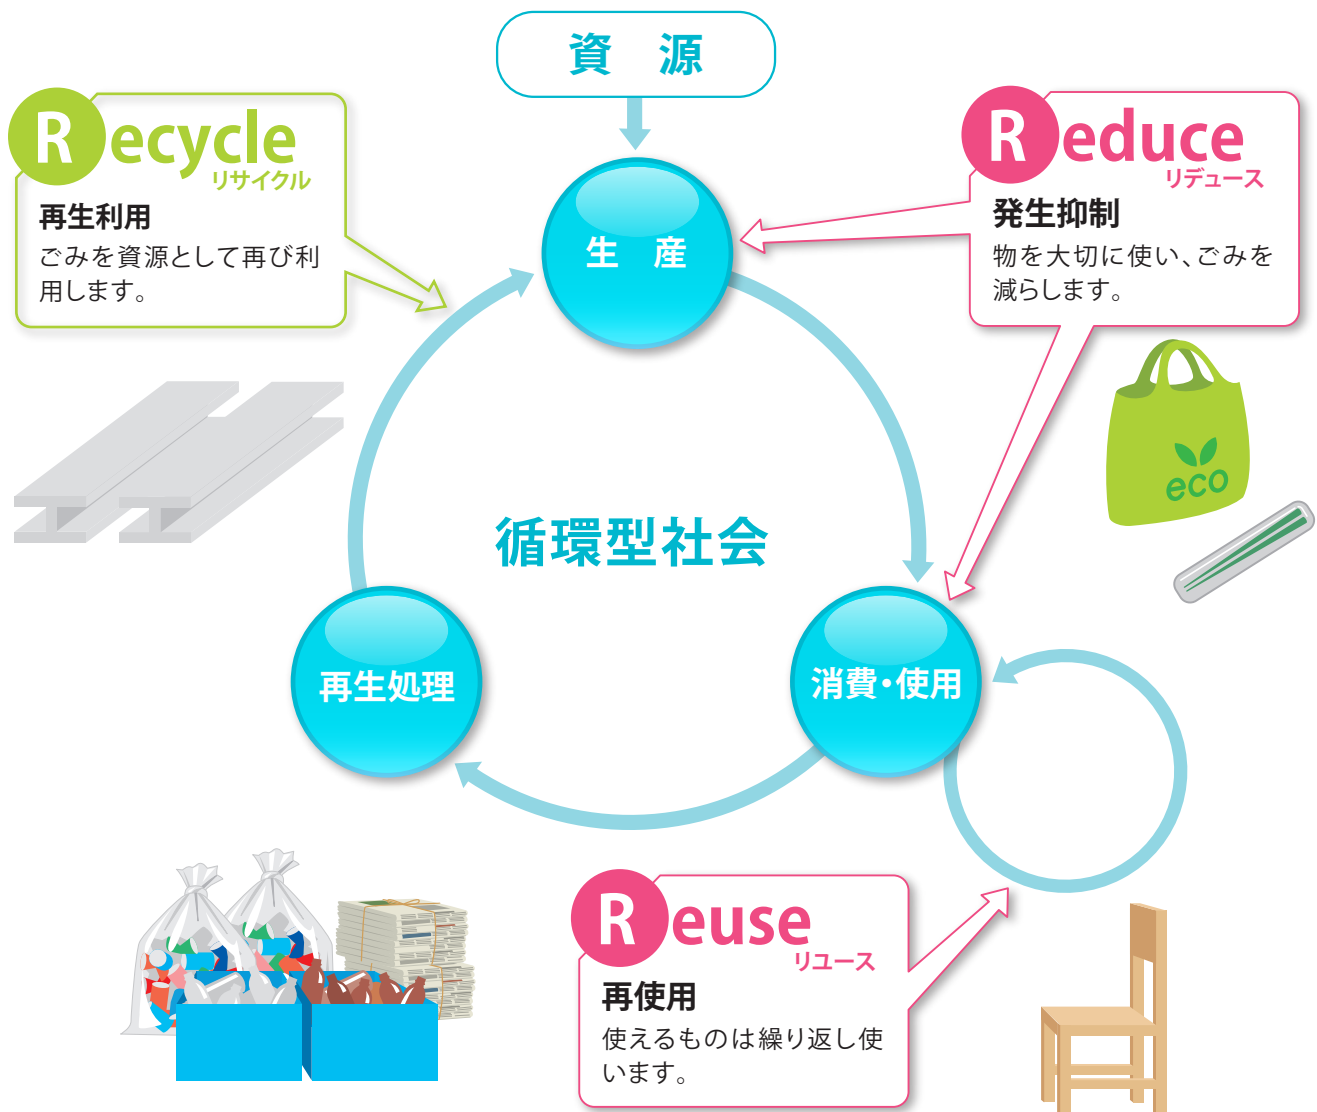 資　源
Recycle
リサイクル
再生利用
ごみを資源として再び利
用します。
Reduce
リデュース
発生抑制
物を大切に使い、ごみを
減らします。
生　産
eco
循環型社会
再生処理
消費・使用
Reuse
リユース
再使用
使えるものは繰り返し使
います。